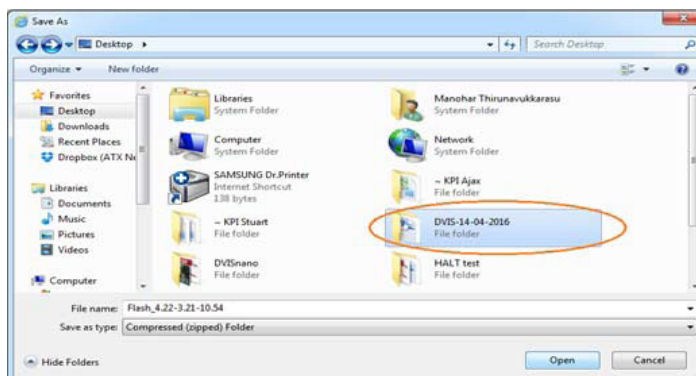 Save As
Desktop
Search Desktop
Organize
New folder
Favorites
Desktop
Downloads
Recent Places
Dropbox (ATX Ne
Libraries
Documents
Music
Pictures
Videos
Computer
Libraries
System Folder
Manohar Thirunavukkarasu
System Folder
Computer
System Folder
Network
System Folder
SAMSUNG Dr.Printer
Internet Shortcut
138 bytes
~ KPI Ajax
File folder
~ KPI Stuart
File folder
DVIS-14-04-2016
File folder
DVISnano
File folder
HALT test
File folder
File name: Flash_4.22-3.21-10.54
Save as type: Compressed (zipped) Folder
Hide Folders
Open
Cancel